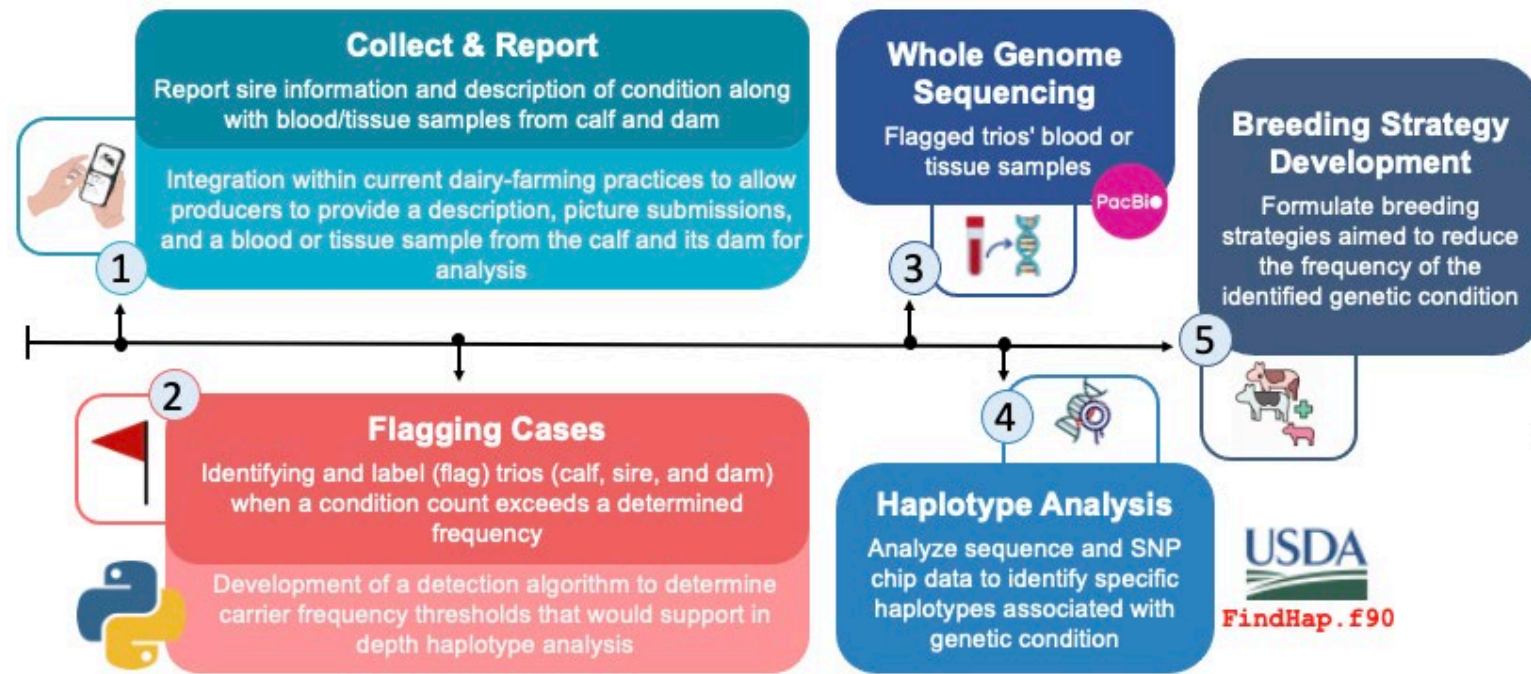 Collect & Report
Report sire information and description of condition along
with blood/tissue samples from calf and dam
Integration within current dairy-farming practices to allow
producers to provide a description, picture submissions,
and a blood or tissue sample from the calf and its dam for
analysis
1
2
Flagging Cases
Identifying and label (flag) trios (calf, sire, and dam)
when a condition count exceeds a determined
frequency
Development of a detection algorithm to determine
carrier frequency thresholds that would support in
depth haplotype analysis
Whole Genome
Sequencing
Flagged trios' blood or
tissue samples
PacBio
3
4
Haplotype Analysis
Analyze sequence and SNP
chip data to identify specific
haplotypes associated with
genetic condition
USDA
FindHap.f90
Breeding Strategy
Development
Formulate breeding
strategies aimed to reduce
the frequency of the
identified genetic condition
5